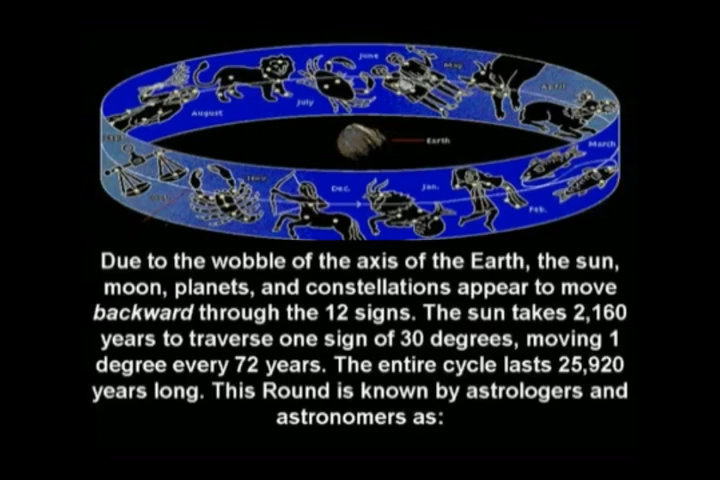 June
May
April
July
August
Earth
March
Dec.
Jan.
Feb.
Due to the wobble of the axis of the Earth, the sun,
moon, planets, and constellations appear to move
backward through the 12 signs. The sun takes 2,160
years to traverse one sign of 30 degrees, moving 1
degree every 72 years. The entire cycle lasts 25,920
years long. This Round is known by astrologers and
astronomers as: